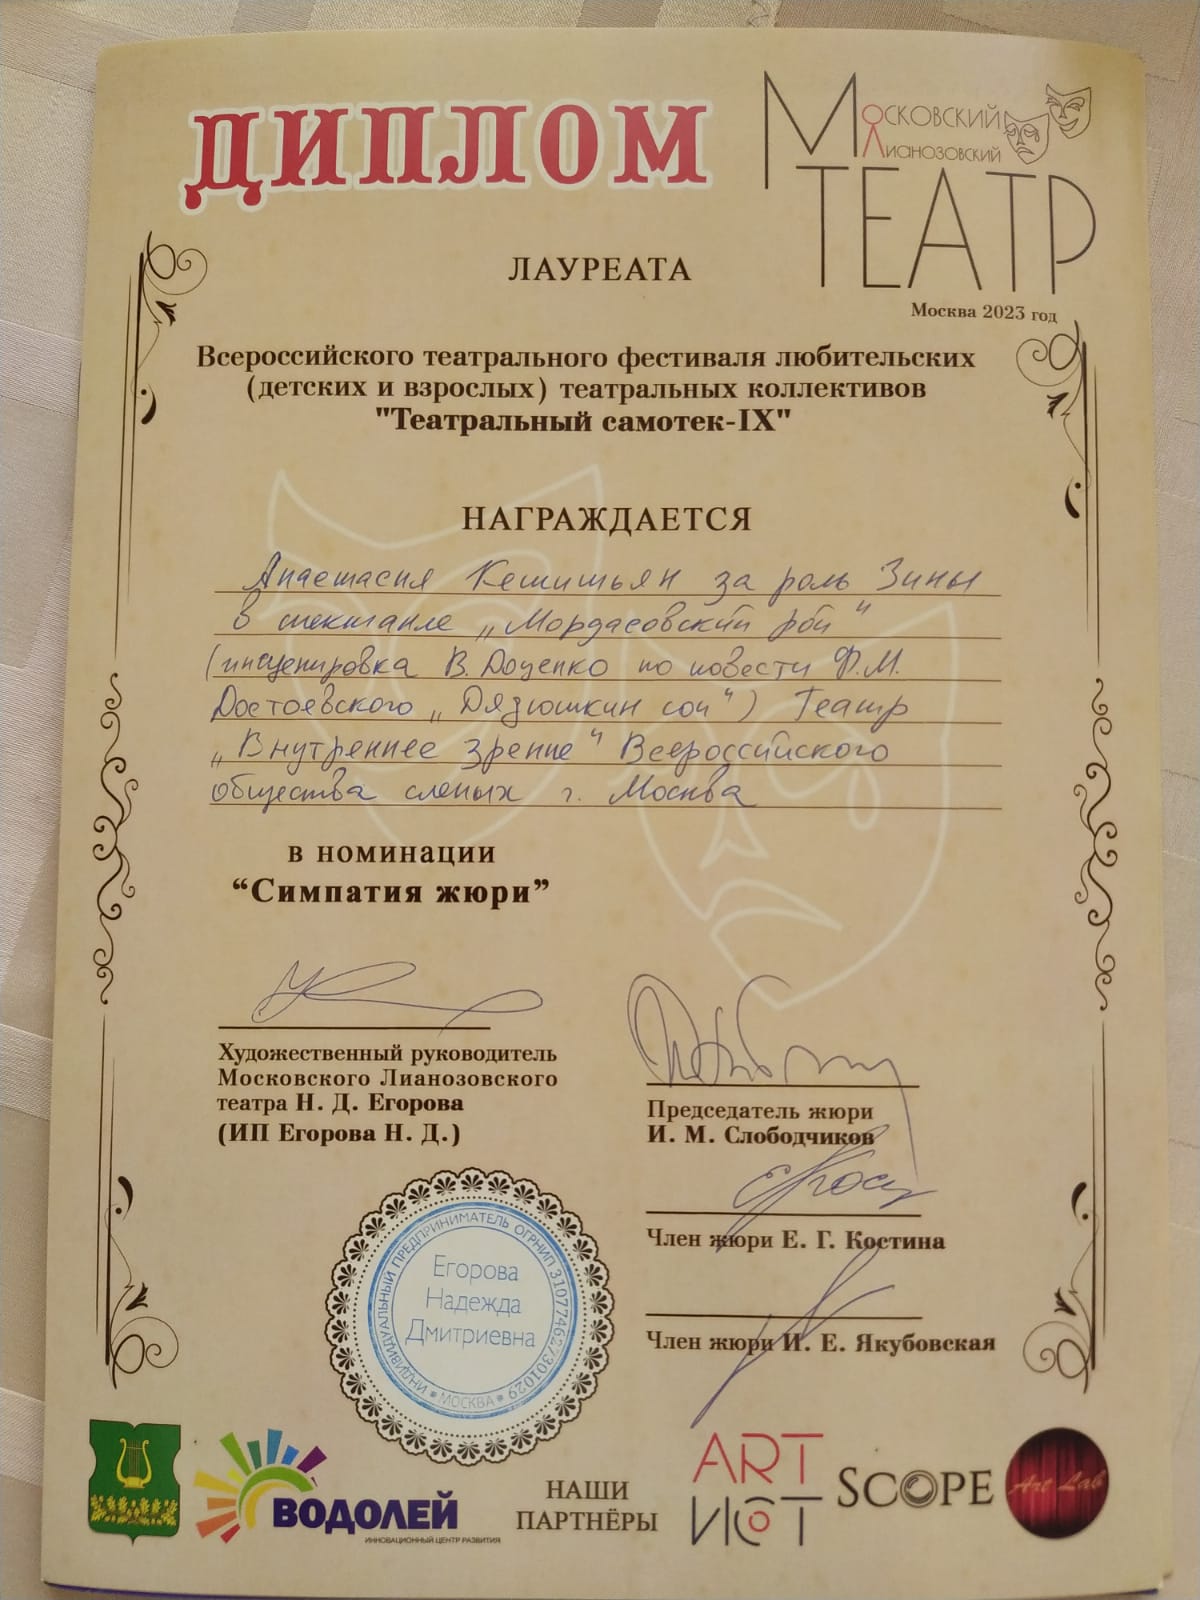 ДИПЛОМ
МОСКОВСКИЙ
ЛИАНОЗОВСКИЙ
ТЕАТР
Москва 2023 год
ЛАУРЕАТА
Всероссийского театрального фестиваля любительских
(детских и взрослых) театральных коллективов
"Театральный самотек-IX"
НАГРАЖДАЕТСЯ
Анастасия Кешишьян за роль Зины
в спектакле „Мордасовский рой"
(инсценировка В. Доценко по повести Ф.М.
Достоевского „Дядюшкин сон") Театр
„Внутреннее зрение" Всероссийского
общества слепых г. Москва
в номинации
“Симпатия жюри”
Художественный руководитель
Московского Лианозовского
театра Н. Д. Егорова
(ИП Егорова Н. Д.)
Председатель жюри
И. М. Слободчиков
Член жюри Е. Г. Костина
Член жюри И. Е. Якубовская
ИНДИВИДУАЛЬНЫЙ ПРЕДПРИНИМАТЕЛЬ ОГРНИП 310774627301029
МОСКВА
Егорова
Надежда
Дмитриевна
ВОДОЛЕЙ
ИННОВАЦИОННЫЙ ЦЕНТР РАЗВИТИЯ
НАШИ
ПАРТНЁРЫ
ART
ИСТ
SCOPE
Art Lab